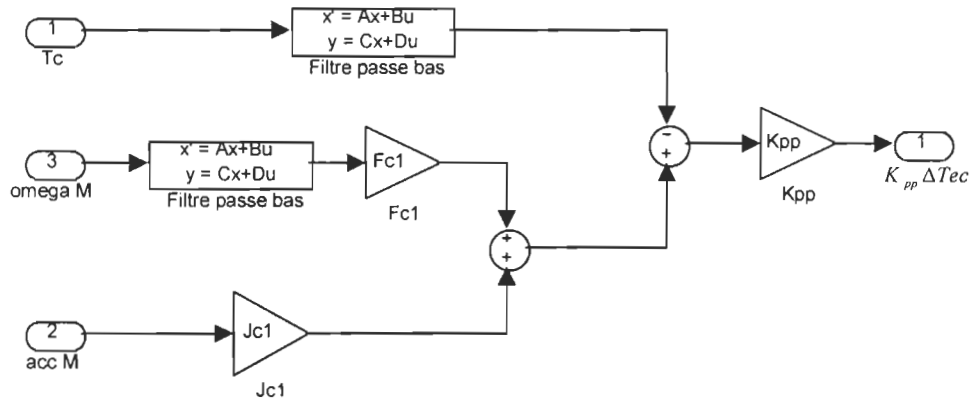 1
Tc
x' = Ax+Bu
y = Cx+Du
Filtre passe bas
3
omega M
x' = Ax+Bu
y = Cx+Du
Filtre passe bas
Fc1
Fc1
+
+
2
acc M
Jc1
Jc1
-
+
Kpp
Kpp
1
K pp ΔTec